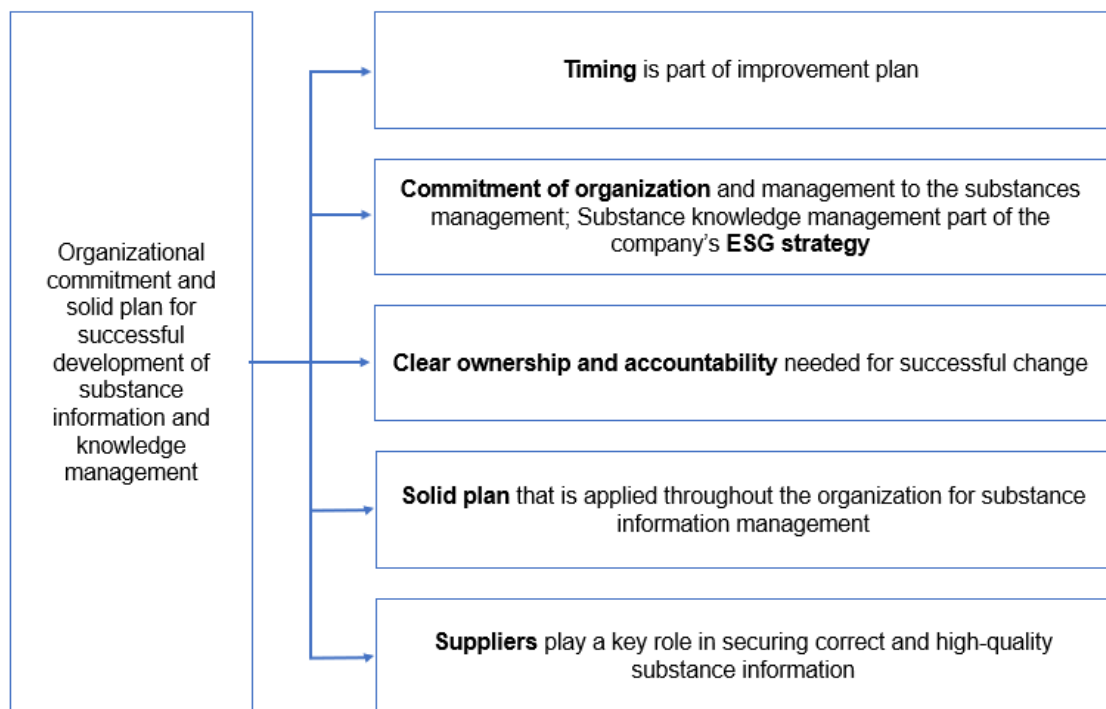 Organizational
commitment and
solid plan for
successful
development of
substance
information and
knowledge
management
Timing is part of improvement plan
Commitment of organization and management to the substances
management; Substance knowledge management part of the
company's ESG strategy
Clear ownership and accountability needed for successful change
Solid plan that is applied throughout the organization for substance
information management
Suppliers play a key role in securing correct and high-quality
substance information